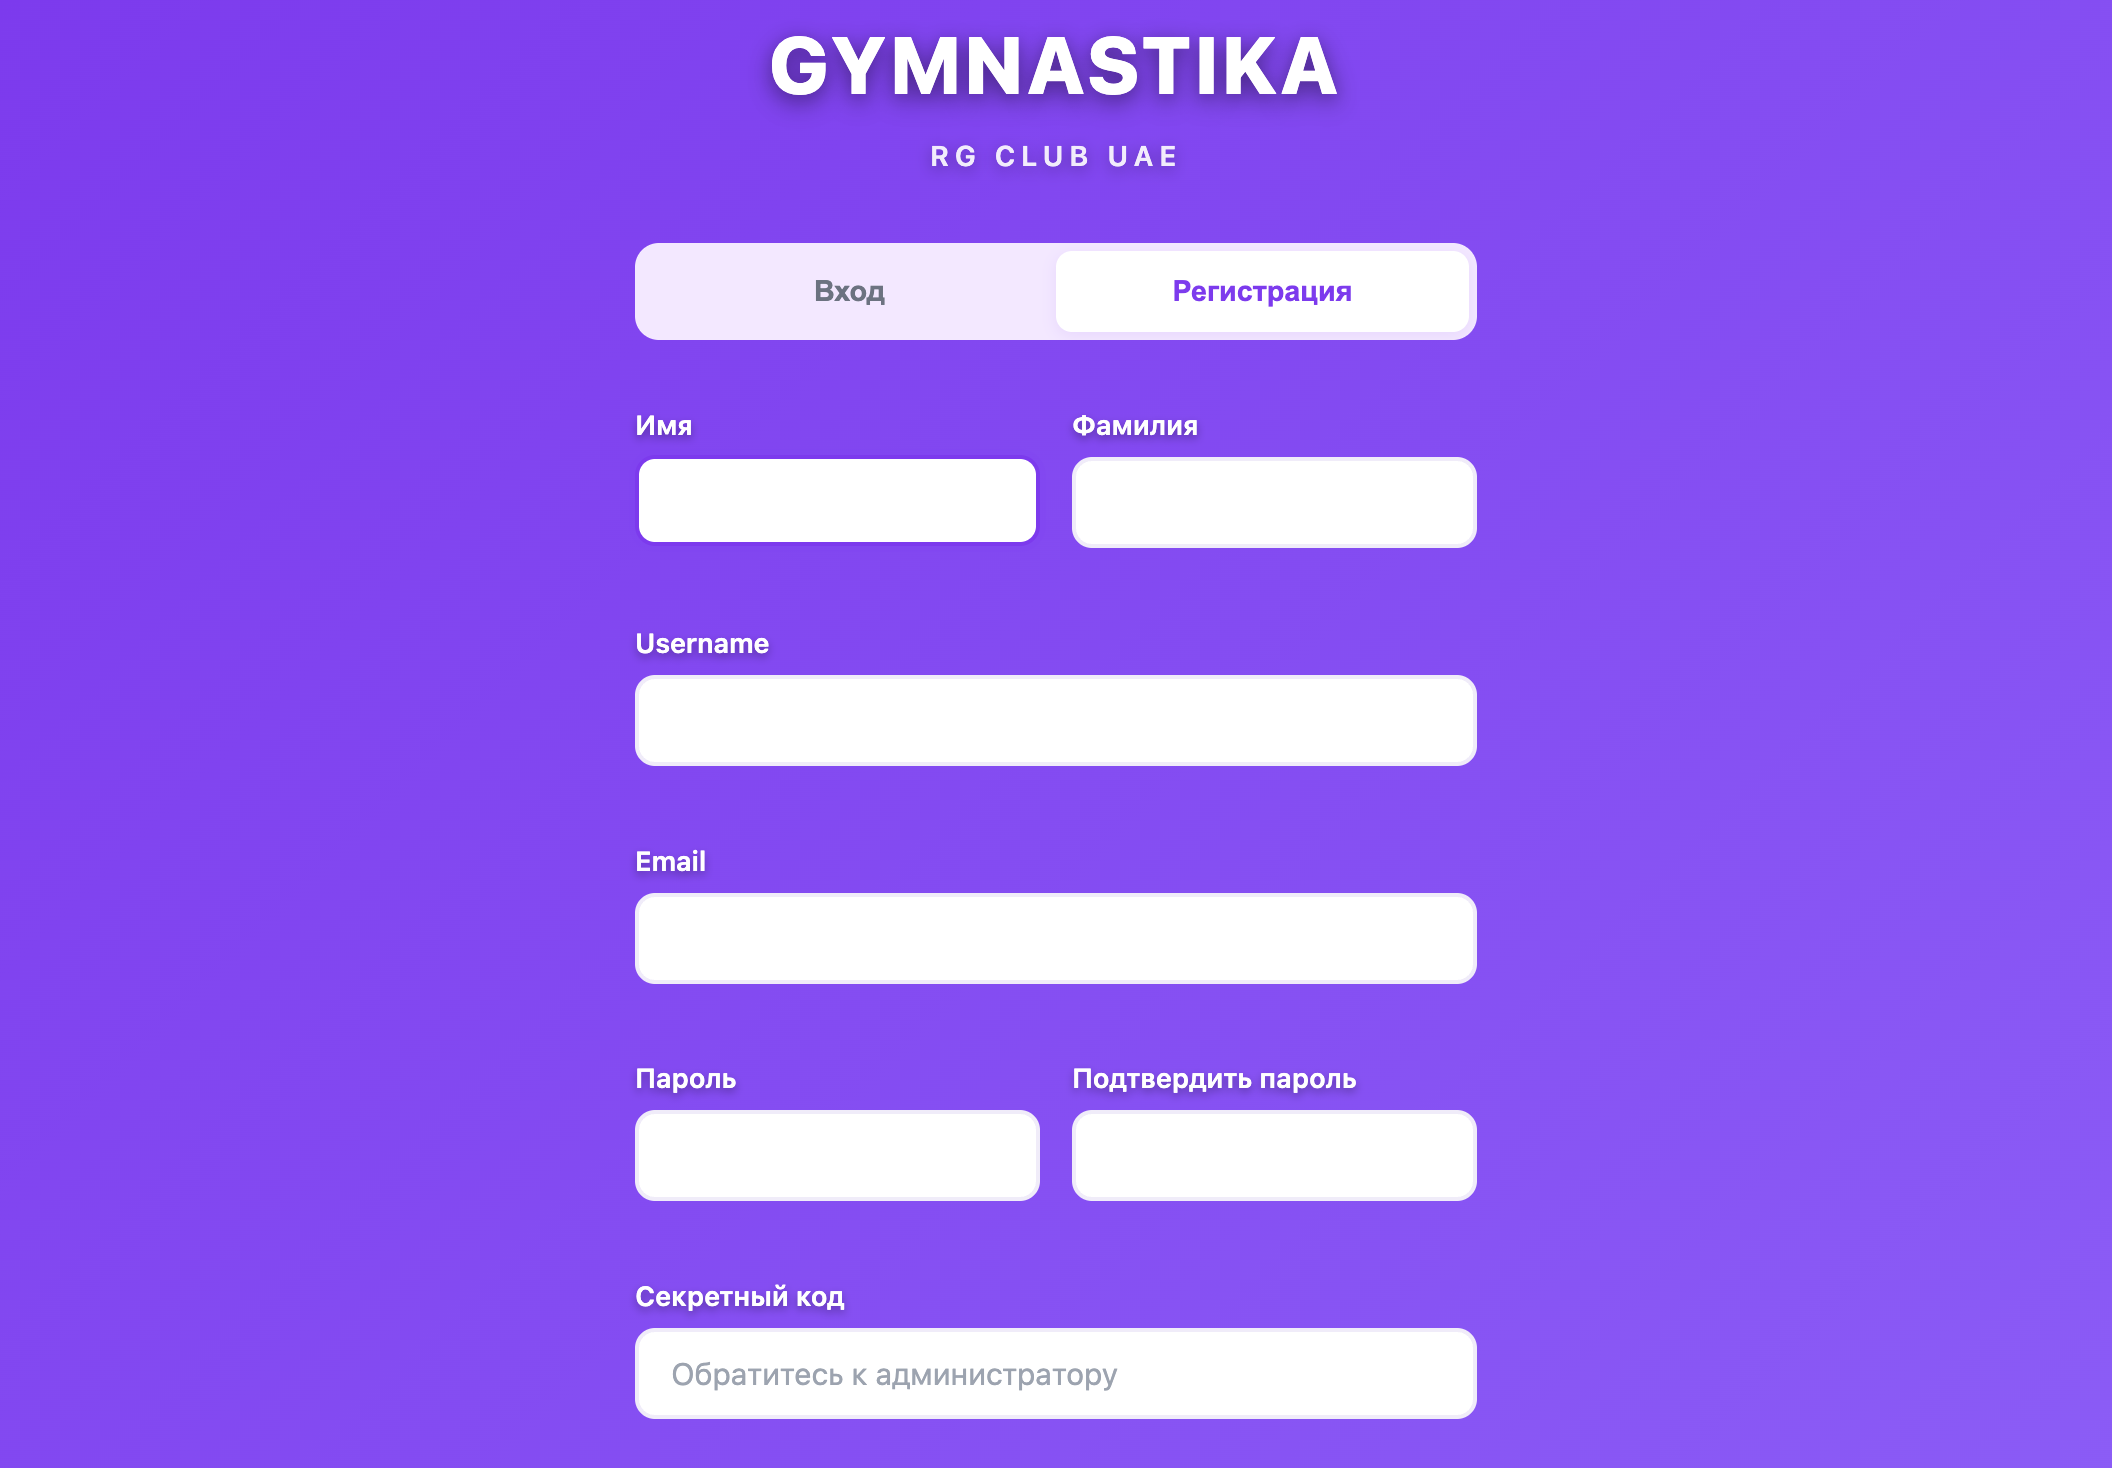 GYMNASTIKA
RG CLUB UAE
Вход
Регистрация
Имя
Фамилия
Username
Email
Пароль
Подтвердить пароль
Секретный код
Обратитесь к администратору